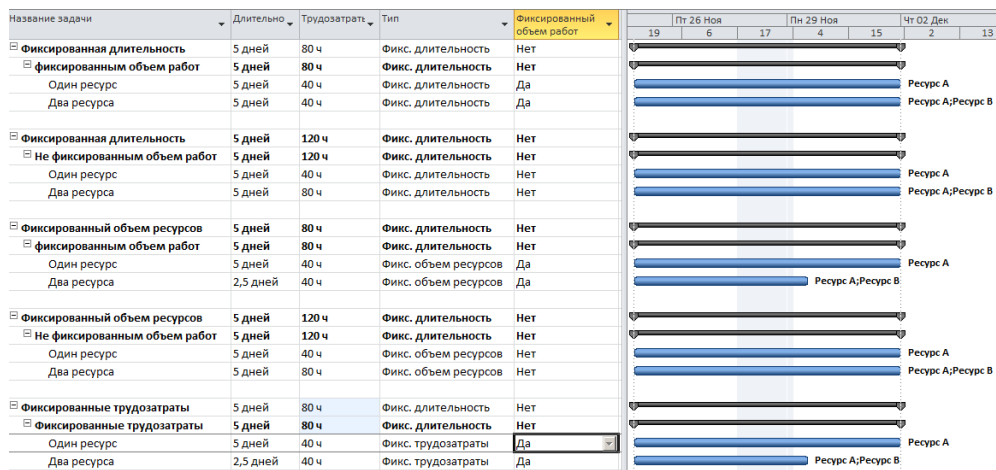 Название задачи Длительно Трудозатрать Тип Фиксированный объем работ
Пт 26 Ноя Пн 29 Ноя Чт 02 Дек
19 6 17 4 15 2 13
Фиксированная длительность 5 дней 80 ч Фикс. длительность Нет
фиксированным объем работ 5 дней 80 ч Фикс. длительность Нет
Один ресурс 5 дней 40 ч Фикс. длительность Да Ресурс A
Два ресурса 5 дней 40 ч Фикс. длительность Да Ресурс A;Ресурс B
Фиксированная длительность 5 дней 120 ч Фикс. длительность Нет
Не фиксированным объем работ 5 дней 120 ч Фикс. длительность Нет
Один ресурс 5 дней 40 ч Фикс. длительность Нет Ресурс A
Два ресурса 5 дней 80 ч Фикс. длительность Нет Ресурс A;Ресурс B
Фиксированный объем ресурсов 5 дней 80 ч Фикс. длительность Нет
фиксированным объем работ 5 дней 80 ч Фикс. длительность Нет
Один ресурс 5 дней 40 ч Фикс. объем ресурсов Да Ресурс A
Два ресурса 2,5 дней 40 ч Фикс. объем ресурсов Да Ресурс A;Ресурс B
Фиксированный объем ресурсов 5 дней 120 ч Фикс. длительность Нет
Не фиксированным объем работ 5 дней 120 ч Фикс. длительность Нет
Один ресурс 5 дней 40 ч Фикс. объем ресурсов Нет Ресурс A
Два ресурса 5 дней 80 ч Фикс. объем ресурсов Нет Ресурс A;Ресурс B
Фиксированные трудозатраты 5 дней 80 ч Фикс. длительность Нет
Фиксированные трудозатраты 5 дней 80 ч Фикс. длительность Нет
Один ресурс 5 дней 40 ч Фикс. трудозатраты Да Ресурс A
Два ресурса 2,5 дней 40 ч Фикс. трудозатраты Да Ресурс A;Ресурс B